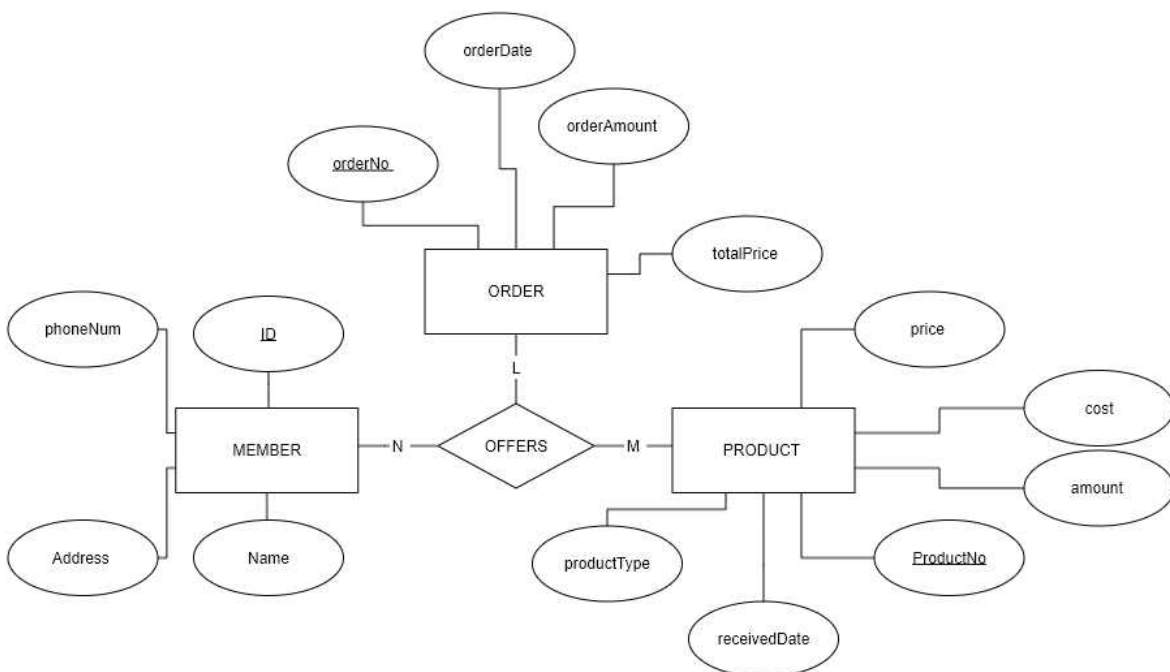 orderDate
orderAmount
orderNo
totalPrice
ORDER
phoneNum
ID
price
L
cost
MEMBER
N
OFFERS
M
PRODUCT
amount
Address
Name
productType
ProductNo
receivedDate